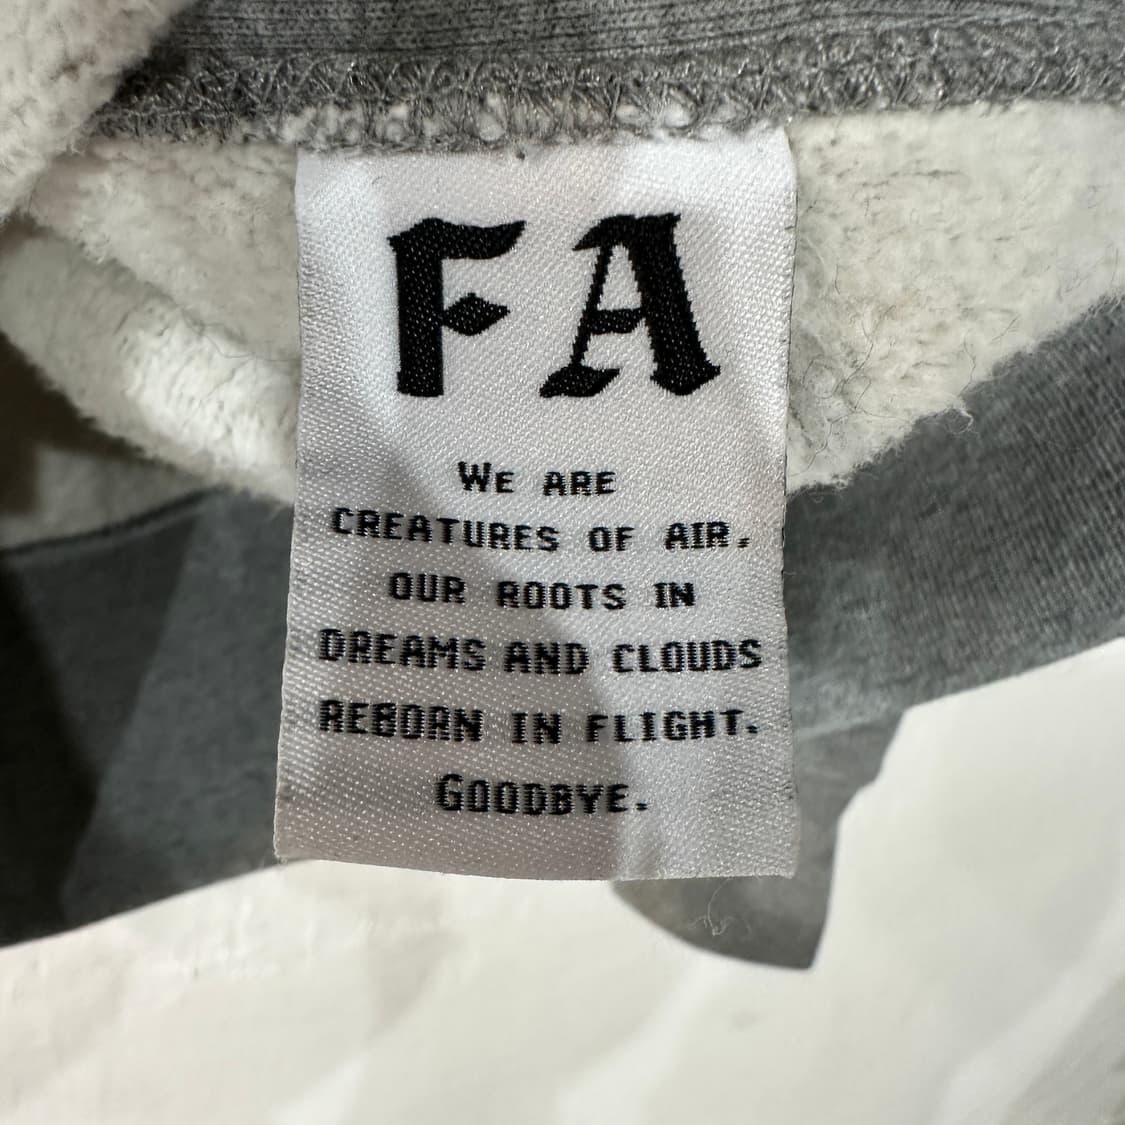 FA
WE ARE
CREATURES OF AIR.
OUR ROOTS IN
DREAMS AND CLOUDS
REBORN IN FLIGHT.
GOODBYE.